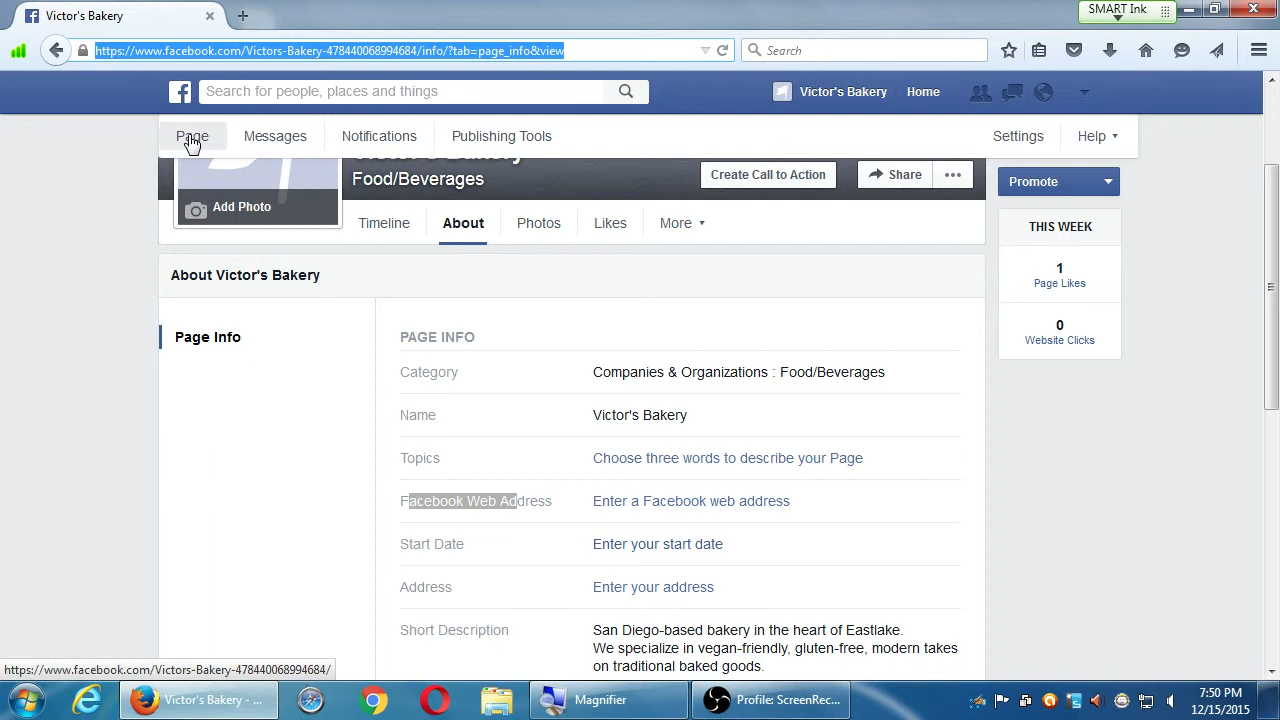 Victor's Bakery
SMART Ink
https://www.facebook.com/Victors-Bakery-478440068994684/info/?tab=page_info&view
Search
Search for people, places and things
Victor's Bakery
Home
Page
Messages
Notifications
Publishing Tools
Settings
Help
Victor's Bakery
Food/Beverages
Create Call to Action
Share
Promote
Add Photo
Timeline
About
Photos
Likes
More
THIS WEEK
1
Page Likes
0
Website Clicks
About Victor's Bakery
Page Info
PAGE INFO
Category
Companies & Organizations : Food/Beverages
Name
Victor's Bakery
Topics
Choose three words to describe your Page
Facebook Web Address
Enter a Facebook web address
Start Date
Enter your start date
Address
Enter your address
Short Description
San Diego-based bakery in the heart of Eastlake.
We specialize in vegan-friendly, gluten-free, modern takes
on traditional baked goods.
https://www.facebook.com/Victors-Bakery-478440068994684/
Victor's Bakery - ...
Magnifier
Profile: ScreenRec...
7:50 PM
12/15/2015